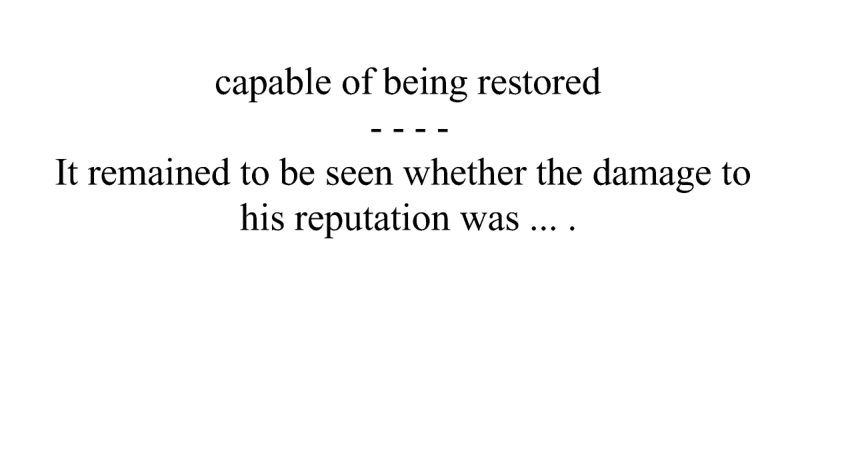 capable of being restored
- - - -
It remained to be seen whether the damage to
his reputation was ... .